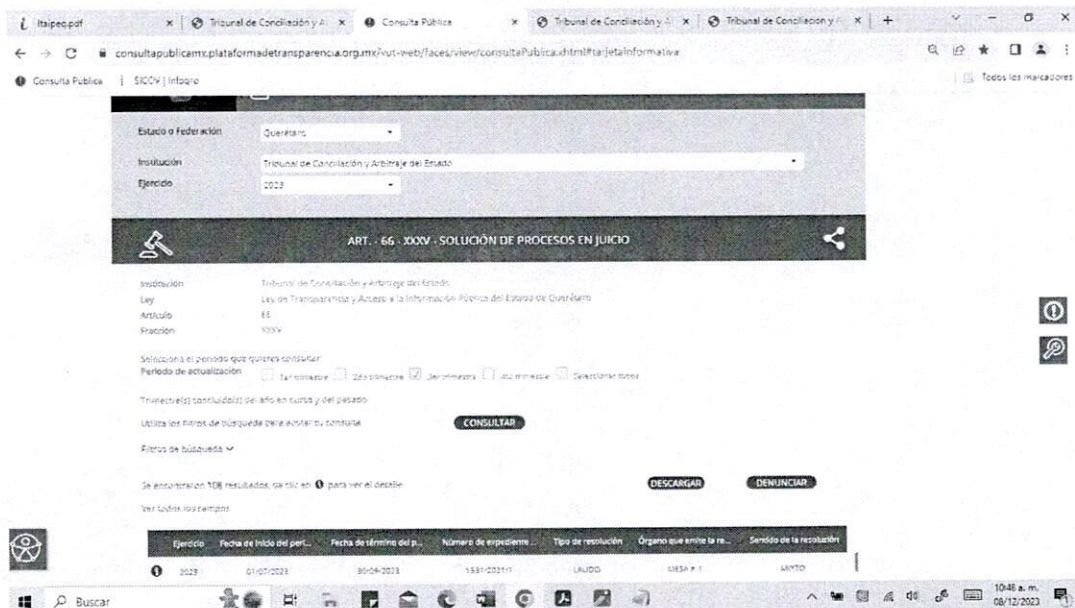 Itaipeq.pdf
Tribunal de Conciliación y A
Consulta Pública
Tribunal de Conciliación y A
Tribunal de Conciliación y A
consultapublicamx.plataformadetransparencia.org.mx/vut-web/faces/view/consultaPublica.xhtml#tarjetaInformativa
Consulta Pública
SICOV | Infoqro
Todos los marcadores
Estado o Federación
Querétaro
Institución
Tribunal de Conciliación y Arbitraje del Estado
Ejercicio
2023
ART. - 66 - XXXV - SOLUCIÓN DE PROCESOS EN JUICIO
Institución
Tribunal de Conciliación y Arbitraje del Estado
Ley
Ley de Transparencia y Acceso a la Información Pública del Estado de Querétaro
Artículo
66
Fracción
XXXV
Selecciona el periodo que quieres consultar
Periodo de actualización
1er trimestre
2do trimestre
3er trimestre
4to trimestre
Seleccionar todos
Trimestre(s) concluido(s) del año en curso y del pasado
Utiliza los filtros de búsqueda para acotar tu consulta
CONSULTAR
Filtros de búsqueda
Se encontraron 108 resultados, da clic en para ver el detalle
DESCARGAR
DENUNCIAR
Ver todos los campos
Ejercicio
Fecha de inicio del peri...
Fecha de término del p...
Número de expediente...
Tipo de resolución
Órgano que emite la re...
Sentido de la resolución
2023
01/07/2023
30/09/2023
LAUDO
MIXTO
Buscar
10:46 a. m.
08/12/2023